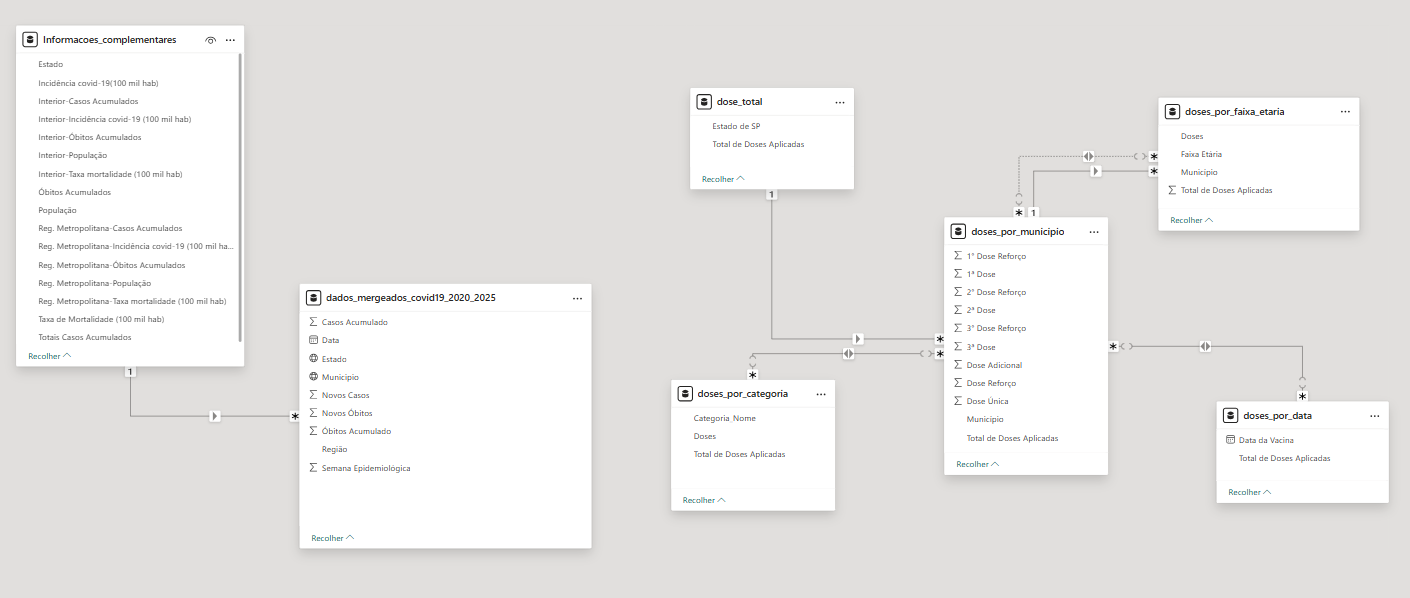 Informacoes_complementares
Estado
Incidência covid-19(100 mil hab)
Interior-Casos Acumulados
Interior-Incidência covid-19 (100 mil hab)
Interior-Óbitos Acumulados
Interior-População
Interior-Taxa mortalidade (100 mil hab)
Óbitos Acumulados
População
Reg. Metropolitana-Casos Acumulados
Reg. Metropolitana-Incidência covid-19 (100 mil ha...
Reg. Metropolitana-Óbitos Acumulados
Reg. Metropolitana-População
Reg. Metropolitana-Taxa mortalidade (100 mil hab)
Taxa de Mortalidade (100 mil hab)
Totais Casos Acumulados
Recolher
1
*
dados_mergeados_covid19_2020_2025
Casos Acumulado
Data
Estado
Município
Novos Casos
Novos Óbitos
Óbitos Acumulado
Região
Semana Epidemiológica
Recolher
dose_total
Estado de SP
Total de Doses Aplicadas
Recolher
1
*
*
*
doses_por_categoria
Categoria Nome
Doses
Total de Doses Aplicadas
Recolher
doses_por_municipio
1° Dose Reforço
1ª Dose
2° Dose Reforço
2ª Dose
3° Dose Reforço
3ª Dose
Dose Adicional
Dose Reforço
Dose Única
Município
Total de Doses Aplicadas
Recolher
*
1
*
*
doses_por_faixa_etaria
Doses
Faixa Etária
Município
Total de Doses Aplicadas
Recolher
*
*
doses_por_data
Data da Vacina
Total de Doses Aplicadas
Recolher